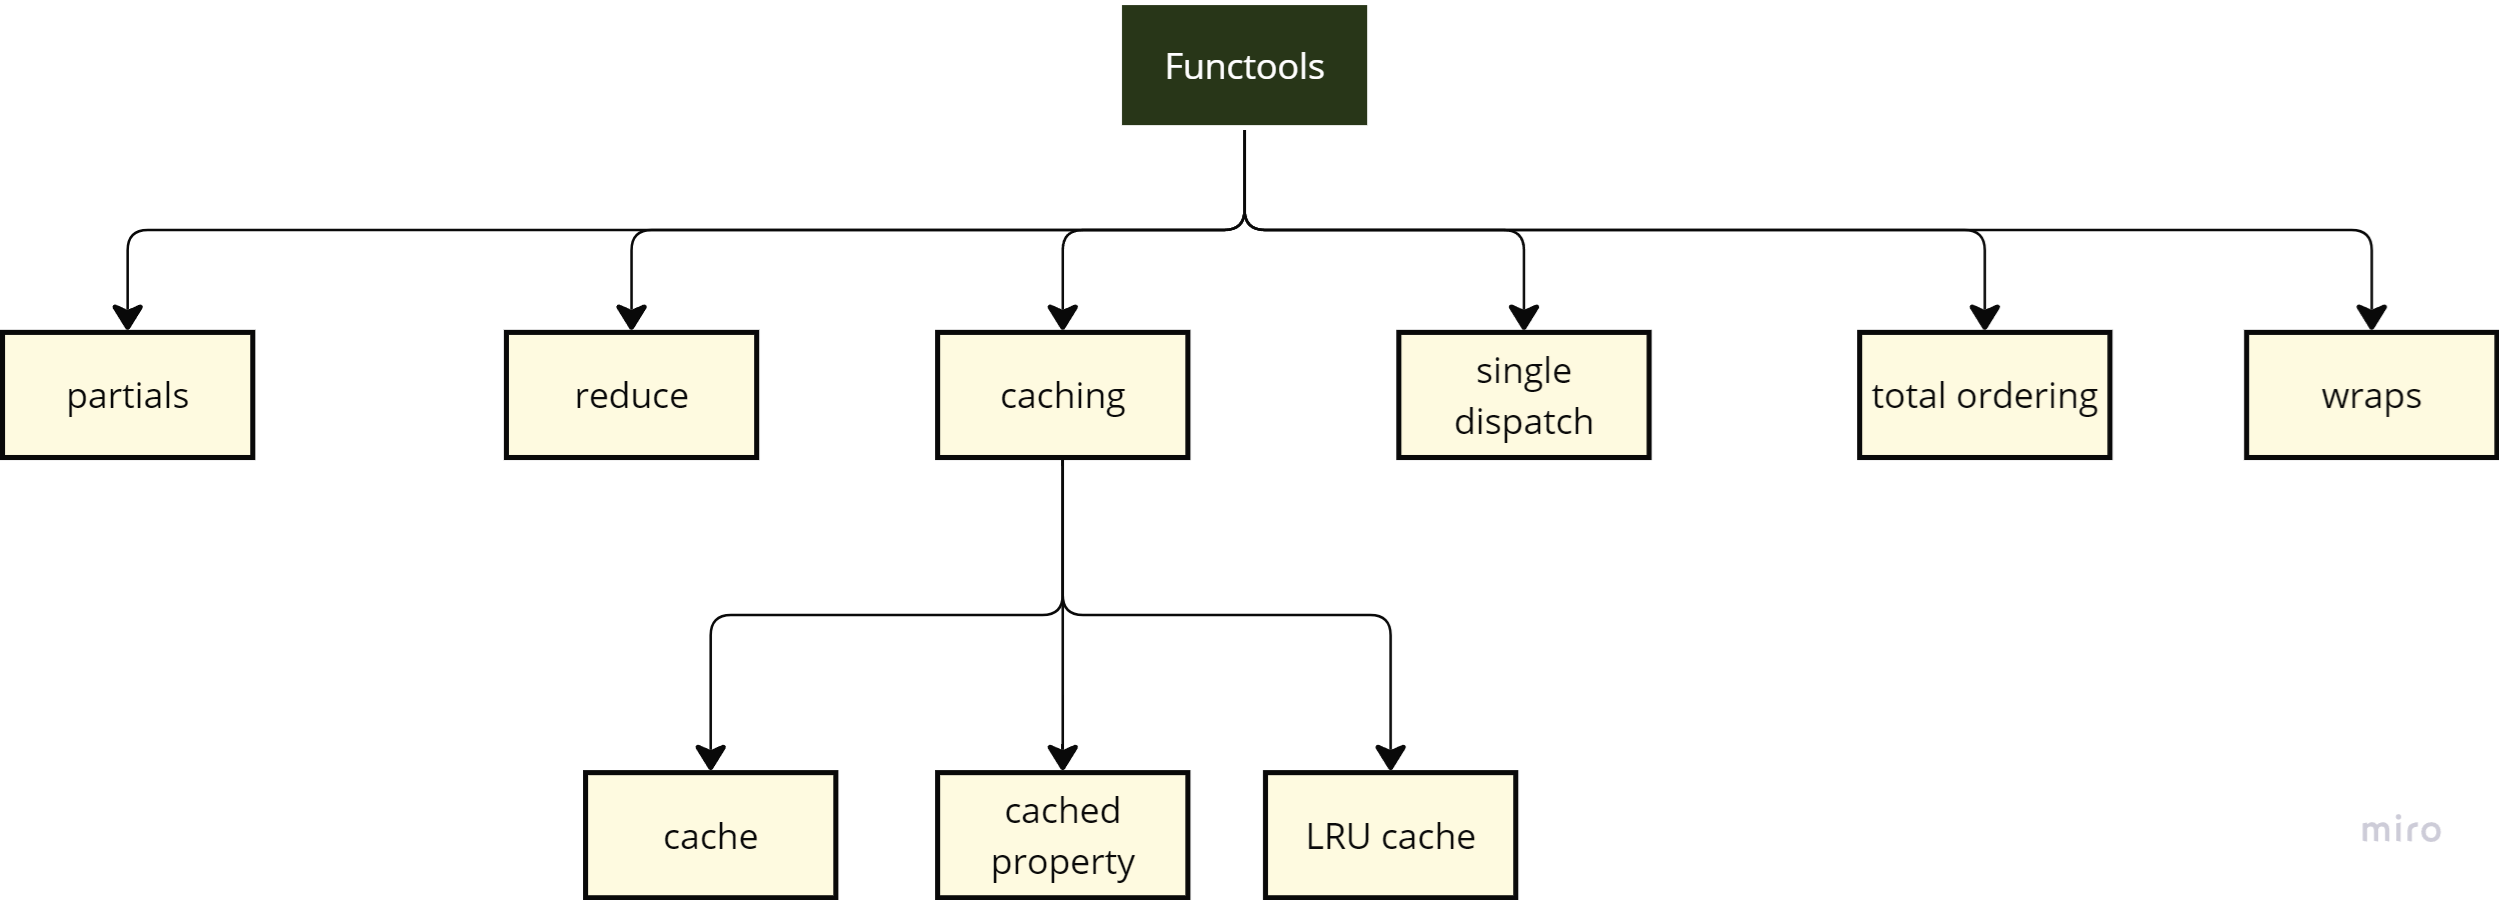 Functools
partials
reduce
caching
single
dispatch
total ordering
wraps
cache
cached
property
LRU cache
miro